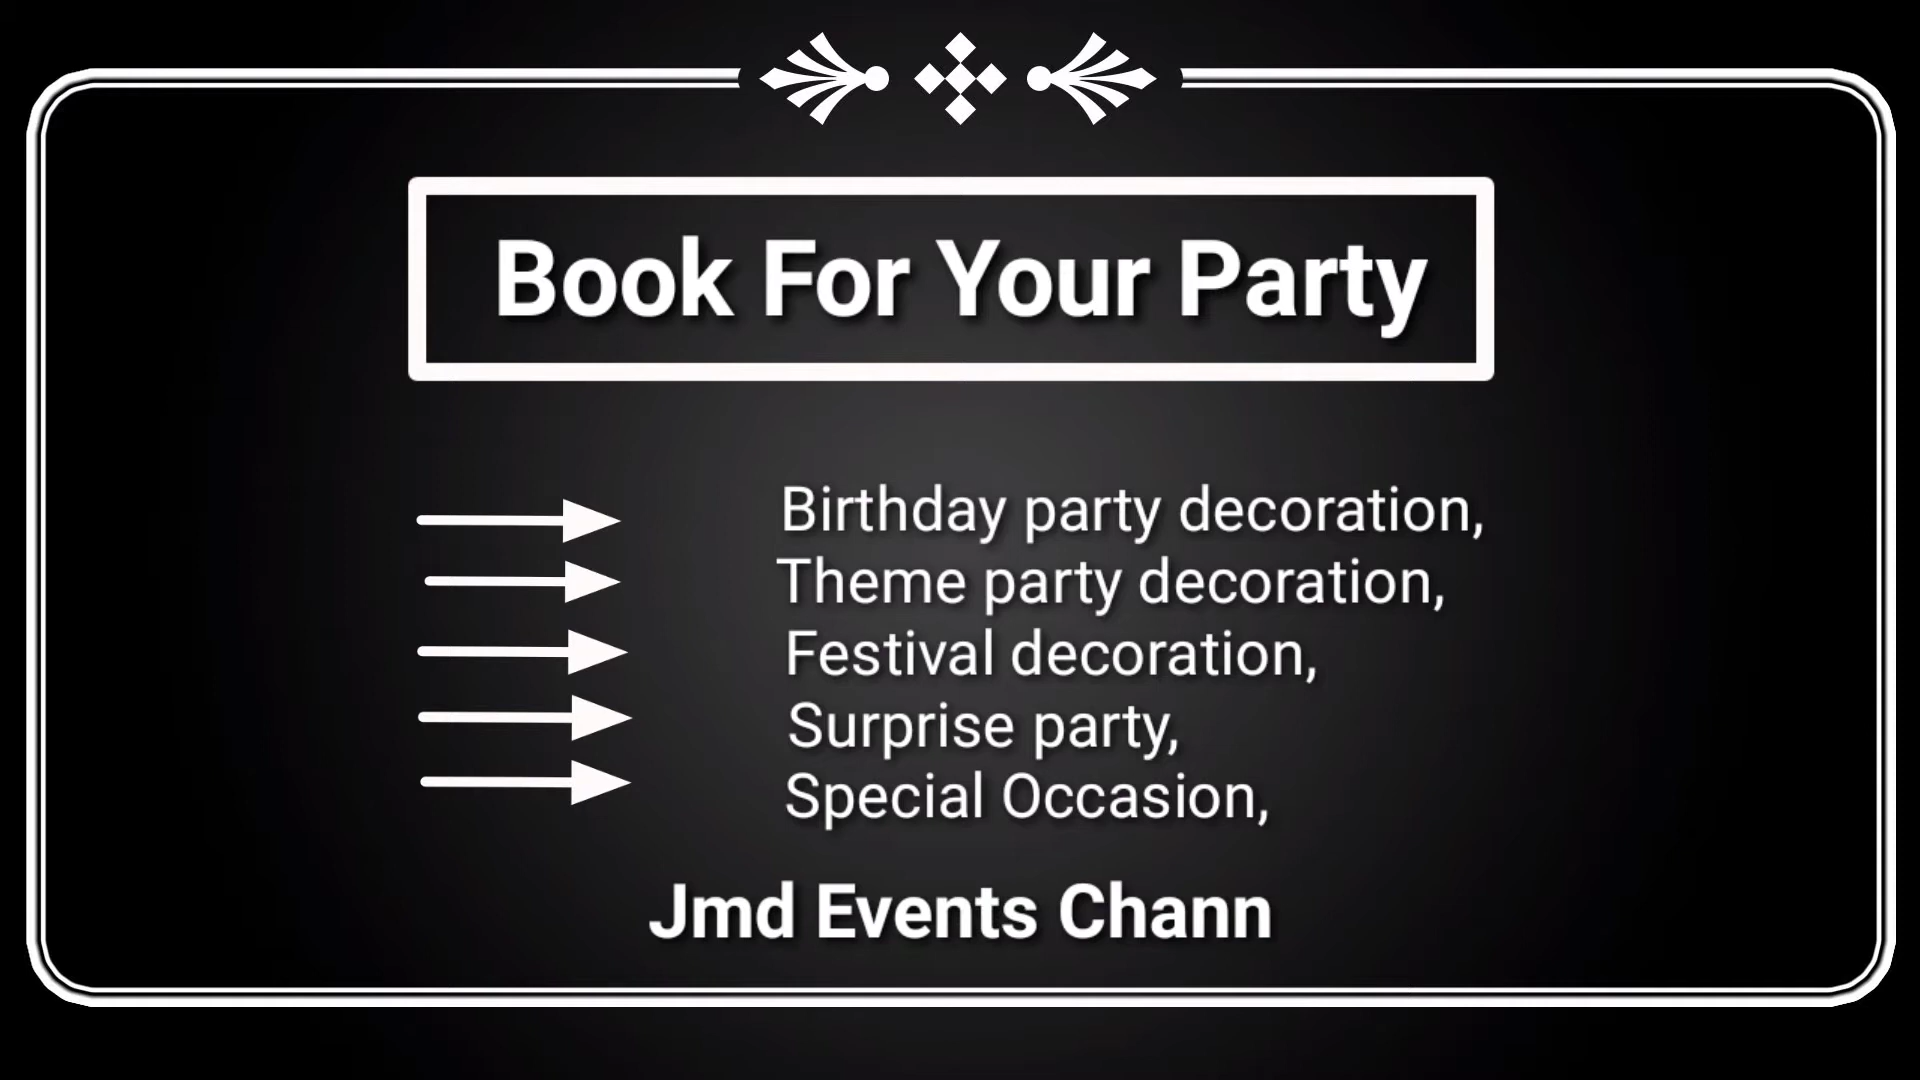 Book For Your Party
Birthday party decoration,
Theme party decoration,
Festival decoration,
Surprise party,
Special Occasion,
Jmd Events Chann